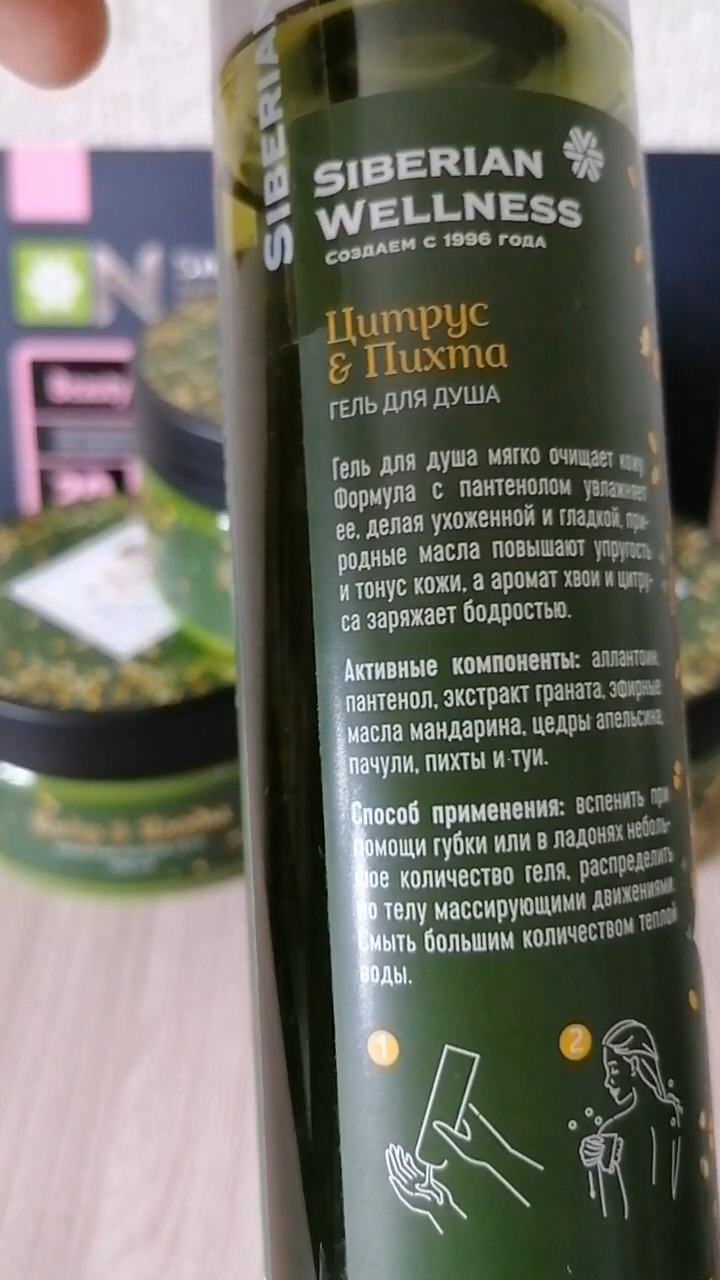 SIBERIAN
SIBERIAN
WELLNESS
СОЗДАЕМ С 1996 ГОДА
Цитрус
& Пихта
ГЕЛЬ ДЛЯ ДУША
Гель для душа мягко очищает кожу.
Формула с пантенолом увлажняет
ее, делая ухоженной и гладкой, при-
родные масла повышают упругость
и тонус кожи, а аромат хвои и цитру-
са заряжает бодростью.
Активные компоненты: аллантоин,
пантенол, экстракт граната, эфирные
масла мандарина, цедры апельсина,
пачули, пихты и туи.
Способ применения: вспенить при
помощи губки или в ладонях неболь-
шое количество геля, распределить
по телу массирующими движениями.
Смыть большим количеством теплой
воды.
1
2
N
Beauty